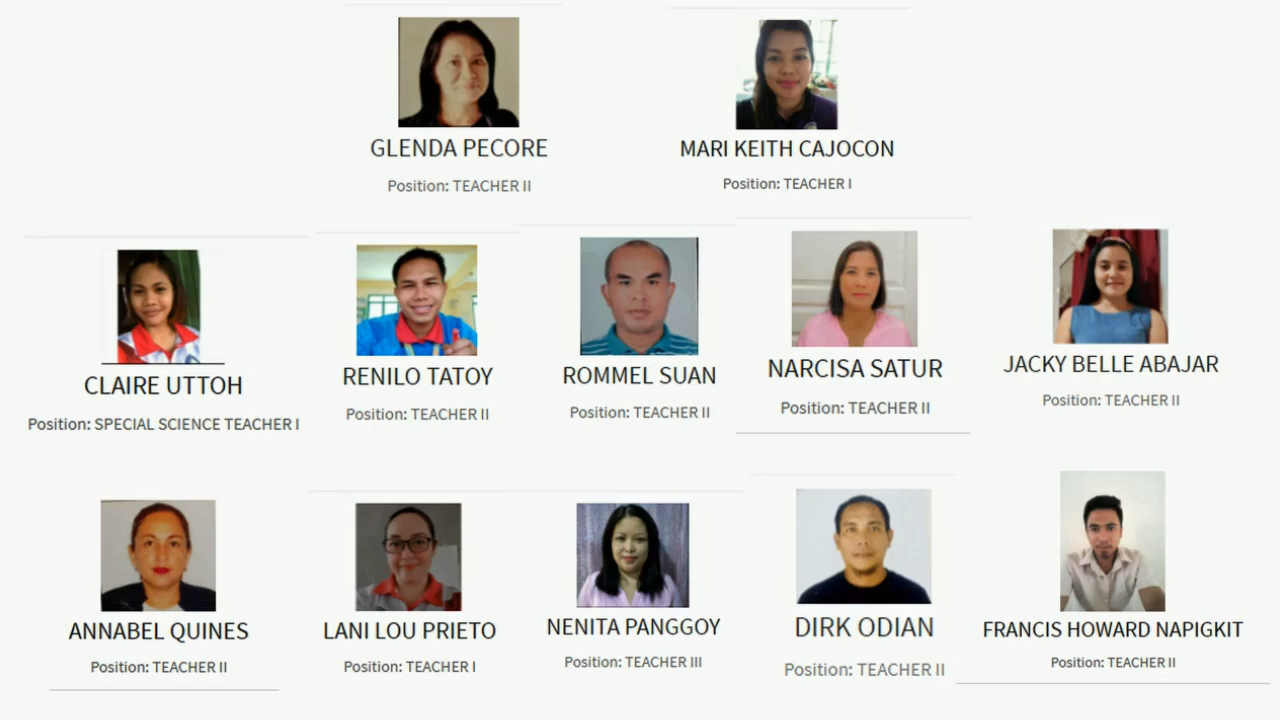 GLENDA PECORE
Position: TEACHER II
MARI KEITH CAJOCON
Position: TEACHER I
CLAIRE UTTOH
Position: SPECIAL SCIENCE TEACHER I
RENILO TATOY
Position: TEACHER II
ROMMEL SUAN
Position: TEACHER II
NARCISA SATUR
Position: TEACHER II
JACKY BELLE ABAJAR
Position: TEACHER II
ANNABEL QUINES
Position: TEACHER II
LANI LOU PRIETO
Position: TEACHER I
NENITA PANGGOY
Position: TEACHER III
DIRK ODIAN
Position: TEACHER II
FRANCIS HOWARD NAPIGKIT
Position: TEACHER II